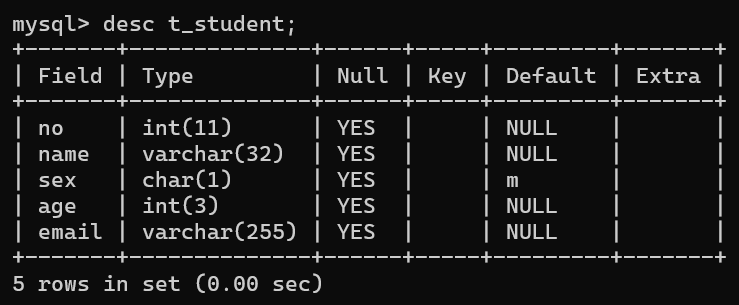 mysql> desc t_student;
+-------+--------------+------+-----+---------+-------+
| Field | Type         | Null | Key | Default | Extra |
+-------+--------------+------+-----+---------+-------+
| no    | int(11)      | YES  |     | NULL    |       |
| name  | varchar(32)  | YES  |     | NULL    |       |
| sex   | char(1)      | YES  |     | m       |       |
| age   | int(3)       | YES  |     | NULL    |       |
| email | varchar(255) | YES  |     | NULL    |       |
+-------+--------------+------+-----+---------+-------+
5 rows in set (0.00 sec)